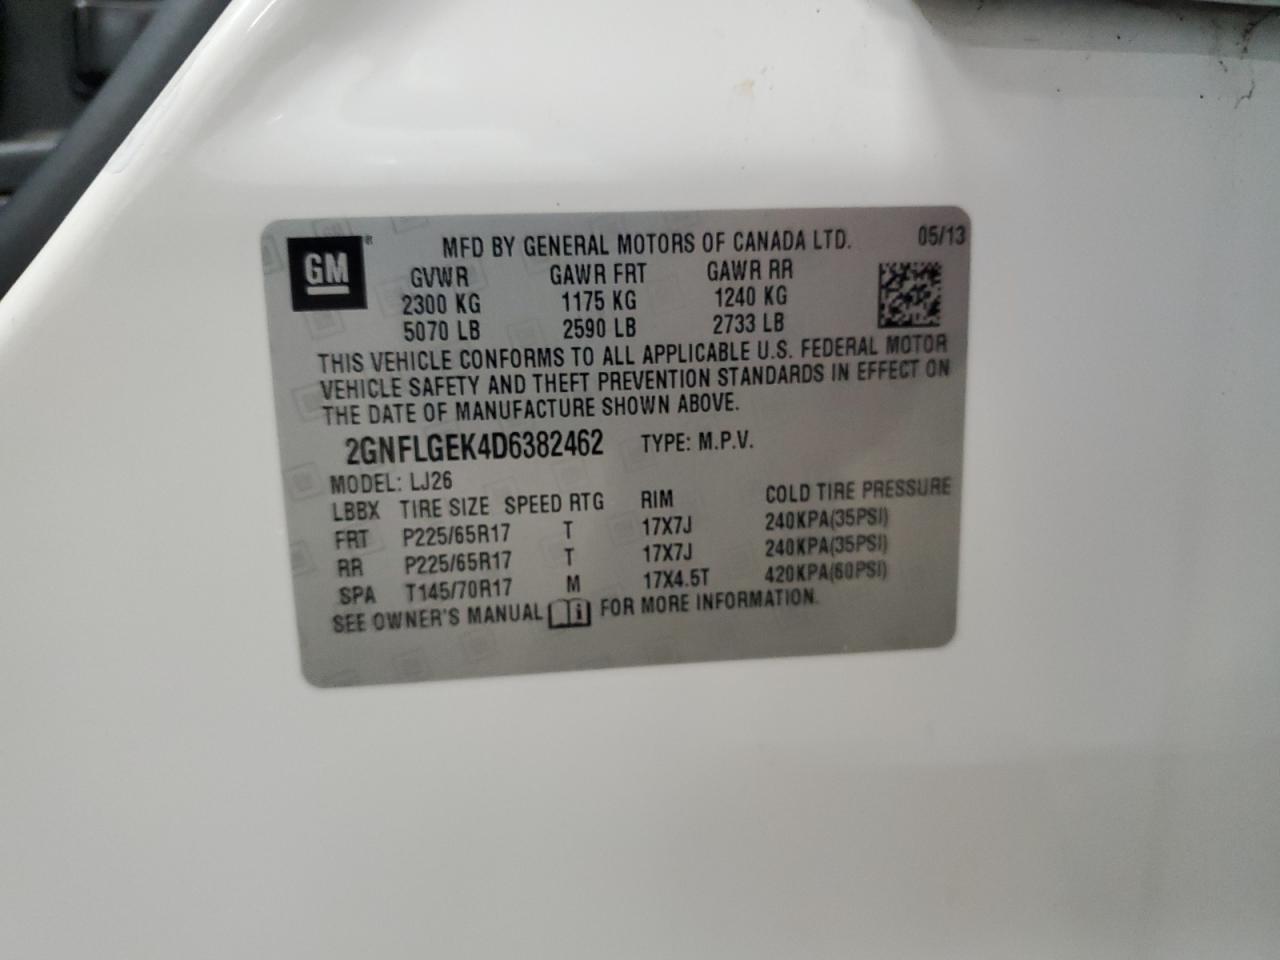 GM ® MFD BY GENERAL MOTORS OF CANADA LTD. 05/13
GVWR GAWR FRT GAWR RR
2300 KG 1175 KG 1240 KG
5070 LB 2590 LB 2733 LB
THIS VEHICLE CONFORMS TO ALL APPLICABLE U.S. FEDERAL MOTOR
VEHICLE SAFETY AND THEFT PREVENTION STANDARDS IN EFFECT ON
THE DATE OF MANUFACTURE SHOWN ABOVE.
2GNFLGEK4D6382462 TYPE: M.P.V.
MODEL: LJ26
LBBX TIRE SIZE SPEED RTG RIM COLD TIRE PRESSURE
FRT P225/65R17 T 17X7J 240KPA(35PSI)
RR P225/65R17 T 17X7J 240KPA(35PSI)
SPA T145/70R17 M 17X4.5T 420KPA(60PSI)
SEE OWNER'S MANUAL i FOR MORE INFORMATION.